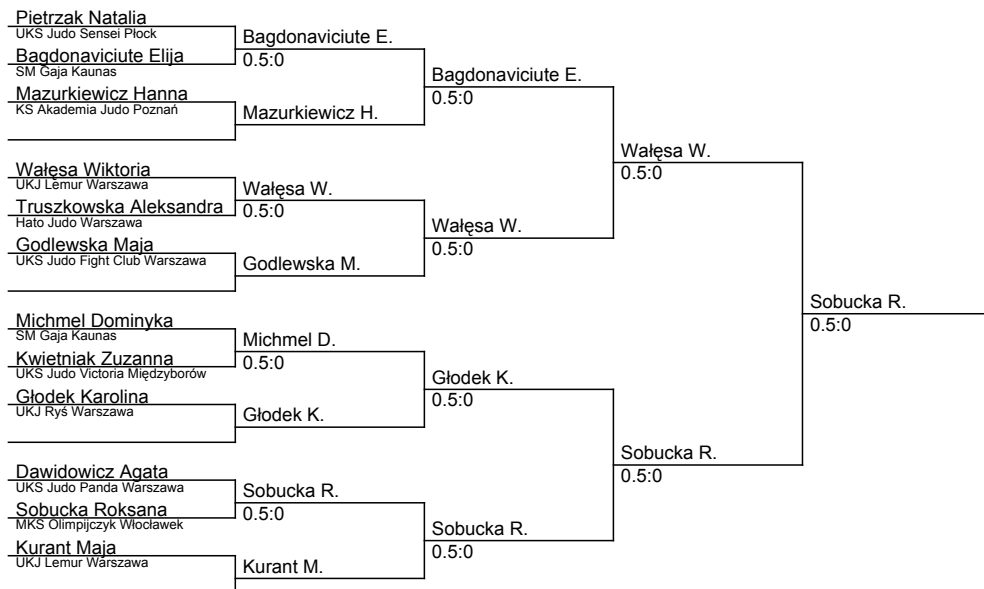 Pietrzak Natalia
UKS Judo Sensei Płock
Bagdonaviciute E.
0.5:0
Bagdonaviciute Elija
SM Gaja Kaunas
Bagdonaviciute E.
0.5:0
Mazurkiewicz Hanna
KS Akademia Judo Poznań
Mazurkiewicz H.
Wałęsa W.
0.5:0
Wałęsa Wiktoria
UKJ Lemur Warszawa
Wałęsa W.
0.5:0
Truszkowska Aleksandra
Hato Judo Warszawa
Wałęsa W.
0.5:0
Godlewska Maja
UKS Judo Fight Club Warszawa
Godlewska M.
Sobucka R.
0.5:0
Michmel Dominyka
SM Gaja Kaunas
Michmel D.
0.5:0
Kwietniak Zuzanna
UKS Judo Victoria Międzyborów
Głodek K.
0.5:0
Głodek Karolina
UKJ Ryś Warszawa
Głodek K.
Sobucka R.
0.5:0
Dawidowicz Agata
UKS Judo Panda Warszawa
Sobucka R.
0.5:0
Sobucka Roksana
MKS Olimpijczyk Włocławek
Sobucka R.
0.5:0
Kurant Maja
UKJ Lemur Warszawa
Kurant M.